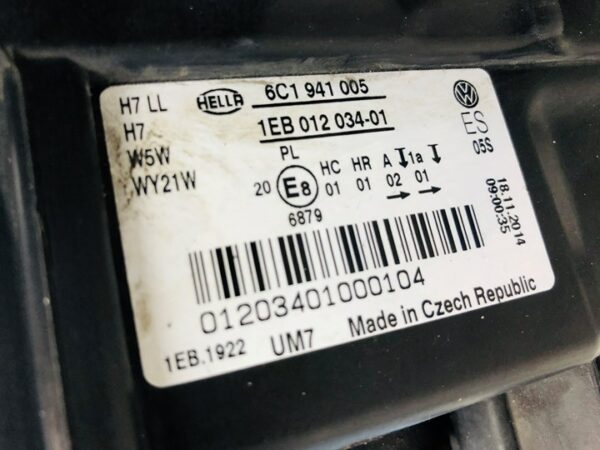 H7 LL HELLA 6C1 941 005
H7 1EB 012 034-01 ES
W5W PL 05S
WY21W 20 E8 HC HR A 1a
01 01 02 01
6879
18.11.2014
09:00:35
01203401000104
1EB.1922 UM7 Made in Czech Republic